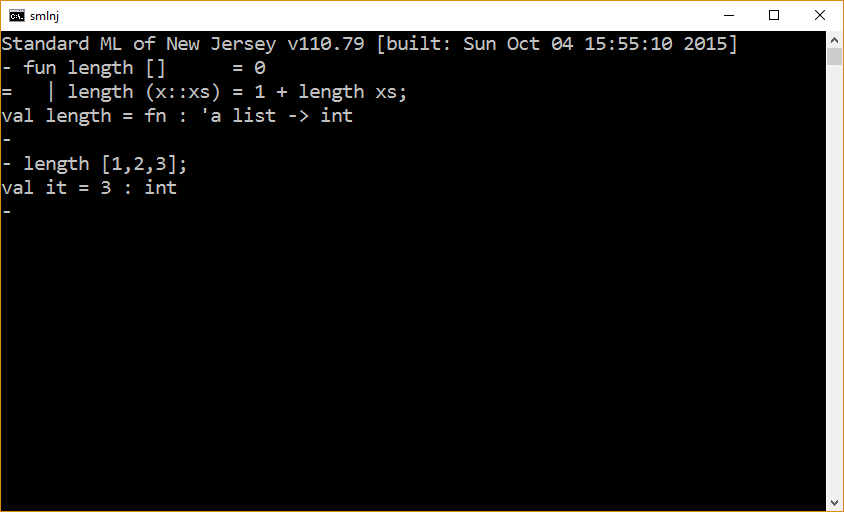 smlnj
Standard ML of New Jersey v110.79 [built: Sun Oct 04 15:55:10 2015]
- fun length []      = 0
=   | length (x::xs) = 1 + length xs;
val length = fn : 'a list -> int
-
- length [1,2,3];
val it = 3 : int
-